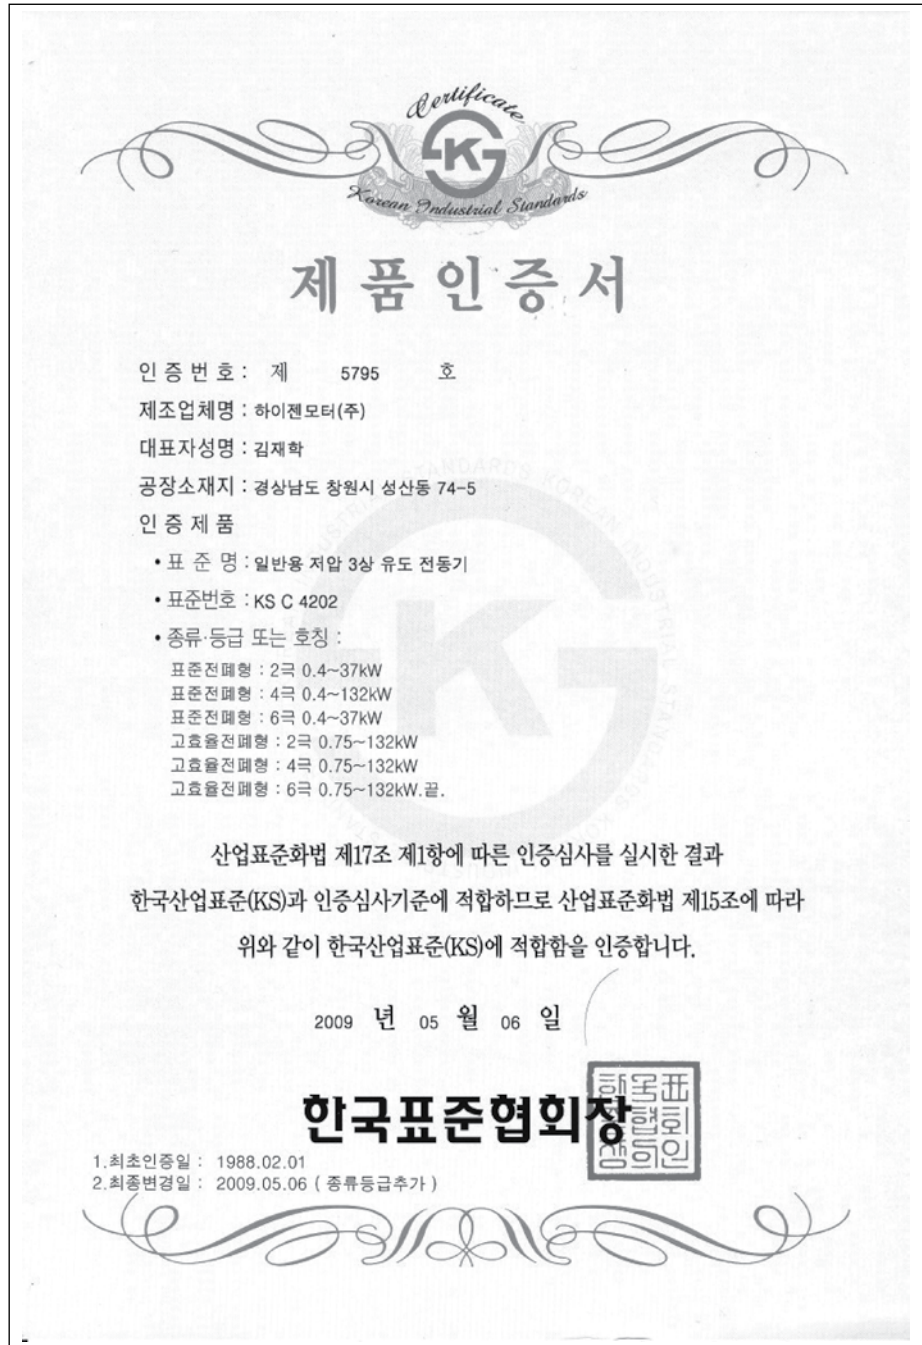 Certificate
K
Korean Industrial Standards
제품인증서
인증번호 : 제 5795 호
제조업체명 : 하이젠모터(주)
대표자성명 : 김재학
공장소재지 : 경상남도 창원시 성산동 74-5
인증제품
• 표준명 : 일반용 저압 3상 유도 전동기
• 표준번호 : KS C 4202
• 종류·등급 또는 호칭 :
표준전폐형 : 2극 0.4~37kW
표준전폐형 : 4극 0.4~132kW
표준전폐형 : 6극 0.4~37kW
고효율전폐형 : 2극 0.75~132kW
고효율전폐형 : 4극 0.75~132kW
고효율전폐형 : 6극 0.75~132kW.끝.
산업표준화법 제17조 제1항에 따른 인증심사를 실시한 결과
한국산업표준(KS)과 인증심사기준에 적합하므로 산업표준화법 제15조에 따라
위와 같이 한국산업표준(KS)에 적합함을 인증합니다.
2009 년 05 월 06 일
한국표준협회장
1.최초인증일 : 1988.02.01
2.최종변경일 : 2009.05.06 ( 종류등급추가 )